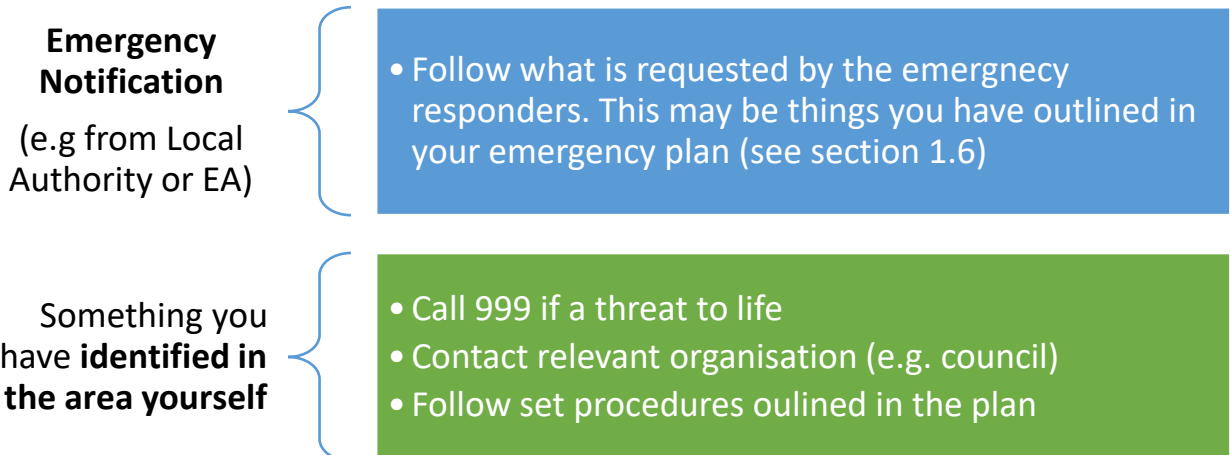 Emergency
Notification
(e.g from Local
Authority or EA)
• Follow what is requested by the emergnecy
responders. This may be things you have outlined in
your emergency plan (see section 1.6)
Something you
have identified in
the area yourself
• Call 999 if a threat to life
• Contact relevant organisation (e.g. council)
• Follow set procedures oulined in the plan